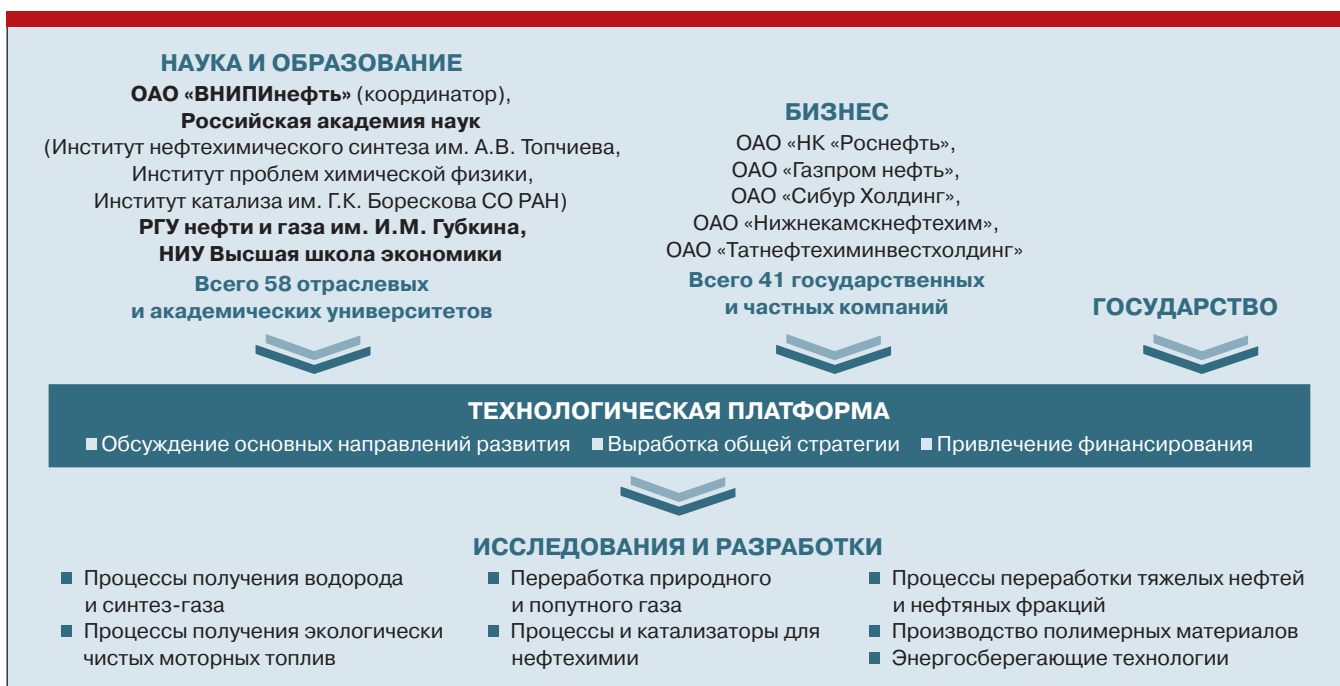 НАУКА И ОБРАЗОВАНИЕ
ОАО «ВНИПИнефть» (координатор),
Российская академия наук
(Институт нефтехимического синтеза им. А.В. Топчиева,
Институт проблем химической физики,
Институт катализа им. Г.К. Борескова СО РАН)
РГУ нефти и газа им. И.М. Губкина,
НИУ Высшая школа экономики
Всего 58 отраслевых
и академических университетов
БИЗНЕС
ОАО «НК «Роснефть»,
ОАО «Газпром нефть»,
ОАО «Сибур Холдинг»,
ОАО «Нижнекамскнефтехим»,
ОАО «Татнефтехиминвестхолдинг»
Всего 41 государственных
и частных компаний
ГОСУДАРСТВО
ТЕХНОЛОГИЧЕСКАЯ ПЛАТФОРМА
Обсуждение основных направлений развития Выработка общей стратегии Привлечение финансирования
ИССЛЕДОВАНИЯ И РАЗРАБОТКИ
Процессы получения водорода
и синтез-газа
Процессы получения экологически
чистых моторных топлив
Переработка природного
и попутного газа
Процессы и катализаторы для
нефтехимии
Процессы переработки тяжелых нефтей
и нефтяных фракций
Производство полимерных материалов
Энергосберегающие технологии